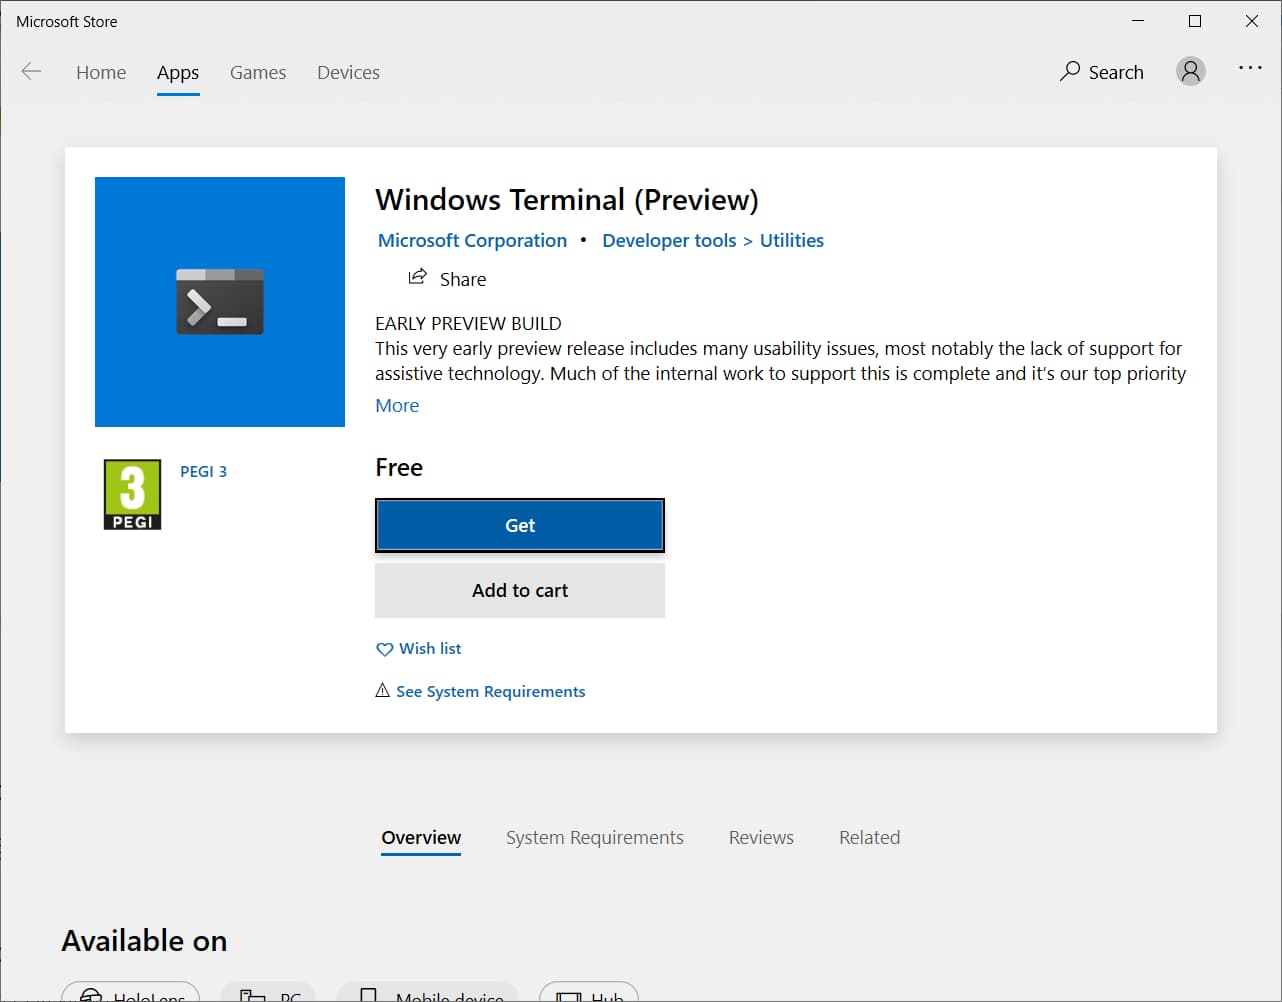 Microsoft Store
Home Apps Games Devices Search
Windows Terminal (Preview)
Microsoft Corporation • Developer tools > Utilities
Share
EARLY PREVIEW BUILD
This very early preview release includes many usability issues, most notably the lack of support for
assistive technology. Much of the internal work to support this is complete and it's our top priority
More
3
PEGI
PEGI 3
Free
Get
Add to cart
Wish list
See System Requirements
Overview System Requirements Reviews Related
Available on
HoloLens PC Mobile device Hub